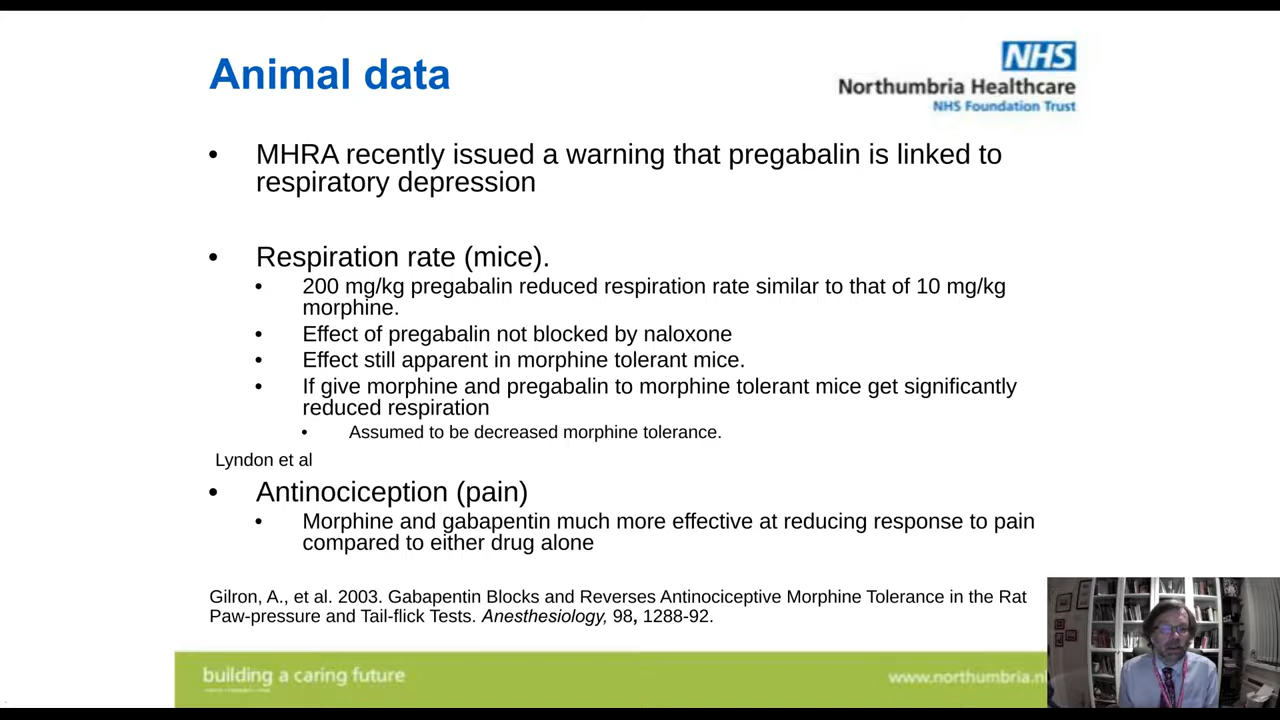 Animal data
NHS
Northumbria Healthcare
NHS Foundation Trust
• MHRA recently issued a warning that pregabalin is linked to
respiratory depression
• Respiration rate (mice).
• 200 mg/kg pregabalin reduced respiration rate similar to that of 10 mg/kg
morphine.
• Effect of pregabalin not blocked by naloxone
• Effect still apparent in morphine tolerant mice.
• If give morphine and pregabalin to morphine tolerant mice get significantly
reduced respiration
• Assumed to be decreased morphine tolerance.
Lyndon et al
• Antinociception (pain)
• Morphine and gabapentin much more effective at reducing response to pain
compared to either drug alone
Gilron, A., et al. 2003. Gabapentin Blocks and Reverses Antinociceptive Morphine Tolerance in the Rat
Paw-pressure and Tail-flick Tests. Anesthesiology, 98, 1288-92.
building a caring future
www.northumbria.n